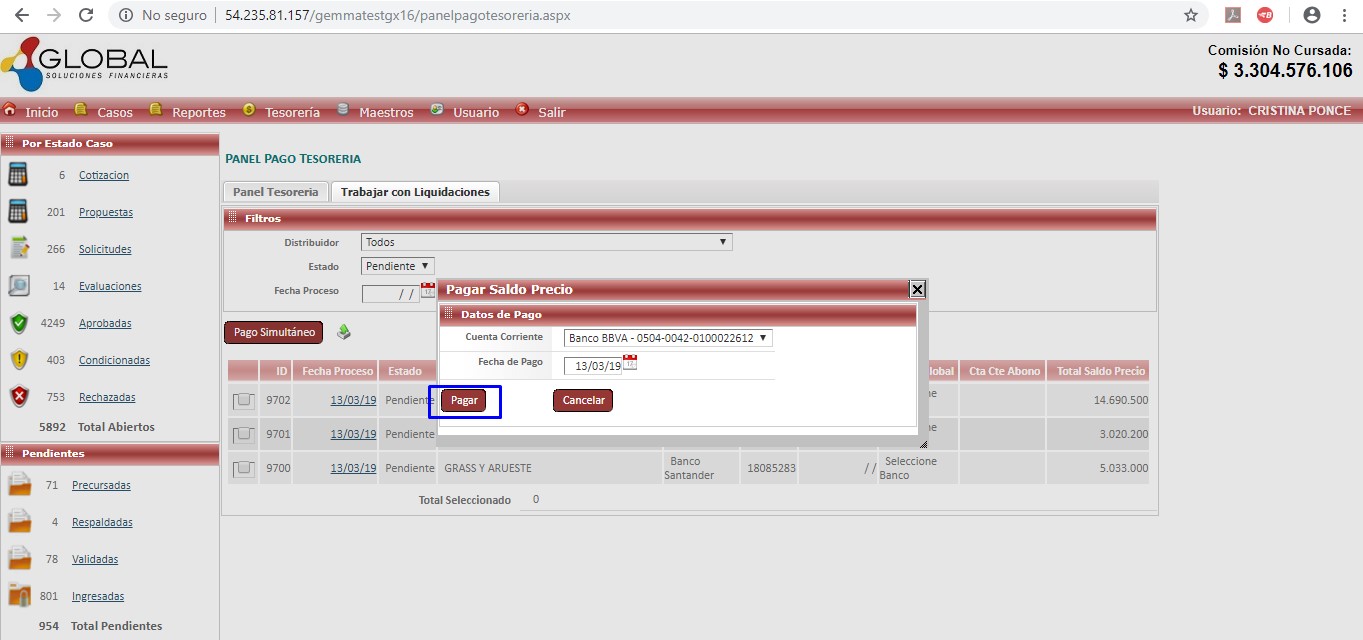 No seguro | 54.235.81.157/gemmatestgx16/panelpagotesoreria.aspx
GLOBAL
SOLUCIONES FINANCIERAS
Comisión No Cursada:
$ 3.304.576.106
Inicio Casos Reportes Tesorería Maestros Usuario Salir Usuario: CRISTINA PONCE
Por Estado Caso
6 Cotizacion
201 Propuestas
266 Solicitudes
14 Evaluaciones
4249 Aprobadas
403 Condicionadas
753 Rechazadas
5892 Total Abiertos
Pendientes
71 Precursadas
4 Respaldadas
78 Validadas
801 Ingresadas
954 Total Pendientes
PANEL PAGO TESORERIA
Panel Tesoreria Trabajar con Liquidaciones
Filtros
Distribuidor Todos
Estado Pendiente
Fecha Proceso / /
Pago Simultáneo
ID Fecha Proceso Estado lobal Cta Cte Abono Total Saldo Precio
9702 13/03/19 Pendiente ne 14.690.500
9701 13/03/19 Pendiente ne 3.020.200
9700 13/03/19 Pendiente GRASS Y ARUESTE Banco Santander 18085283 / / Seleccione Banco 5.033.000
Total Seleccionado 0
Pagar Saldo Precio
Datos de Pago
Cuenta Corriente Banco BBVA - 0504-0042-0100022612
Fecha de Pago 13/03/19
Pagar Cancelar